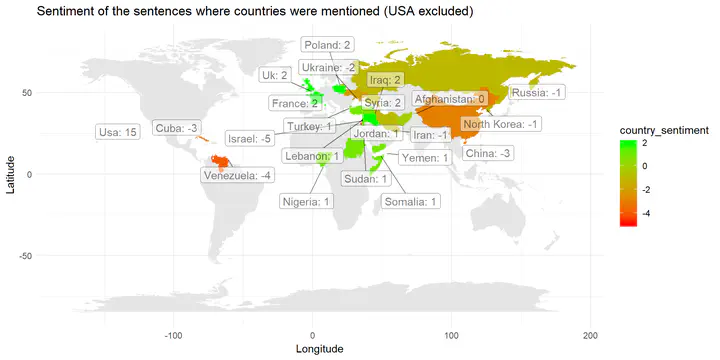 Sentiment of the sentences where countries were mentioned (USA excluded)
Poland: 2
Ukraine: -2
Uk: 2
Iraq: 2
Russia: -1
Afghanistan: 0
France: 2
Syria: 2
Usa: 15
Cuba: -3
Turkey: 1
North Korea: -1
Israel: -5
Jordan: 1
Iran: -1
Lebanon: 1
Yemen: 1
China: -3
Venezuela: -4
Sudan: 1
Nigeria: 1
Somalia: 1
country_sentiment
2
0
-2
-4
Latitude
50
0
-50
-100
0
100
200
Longitude